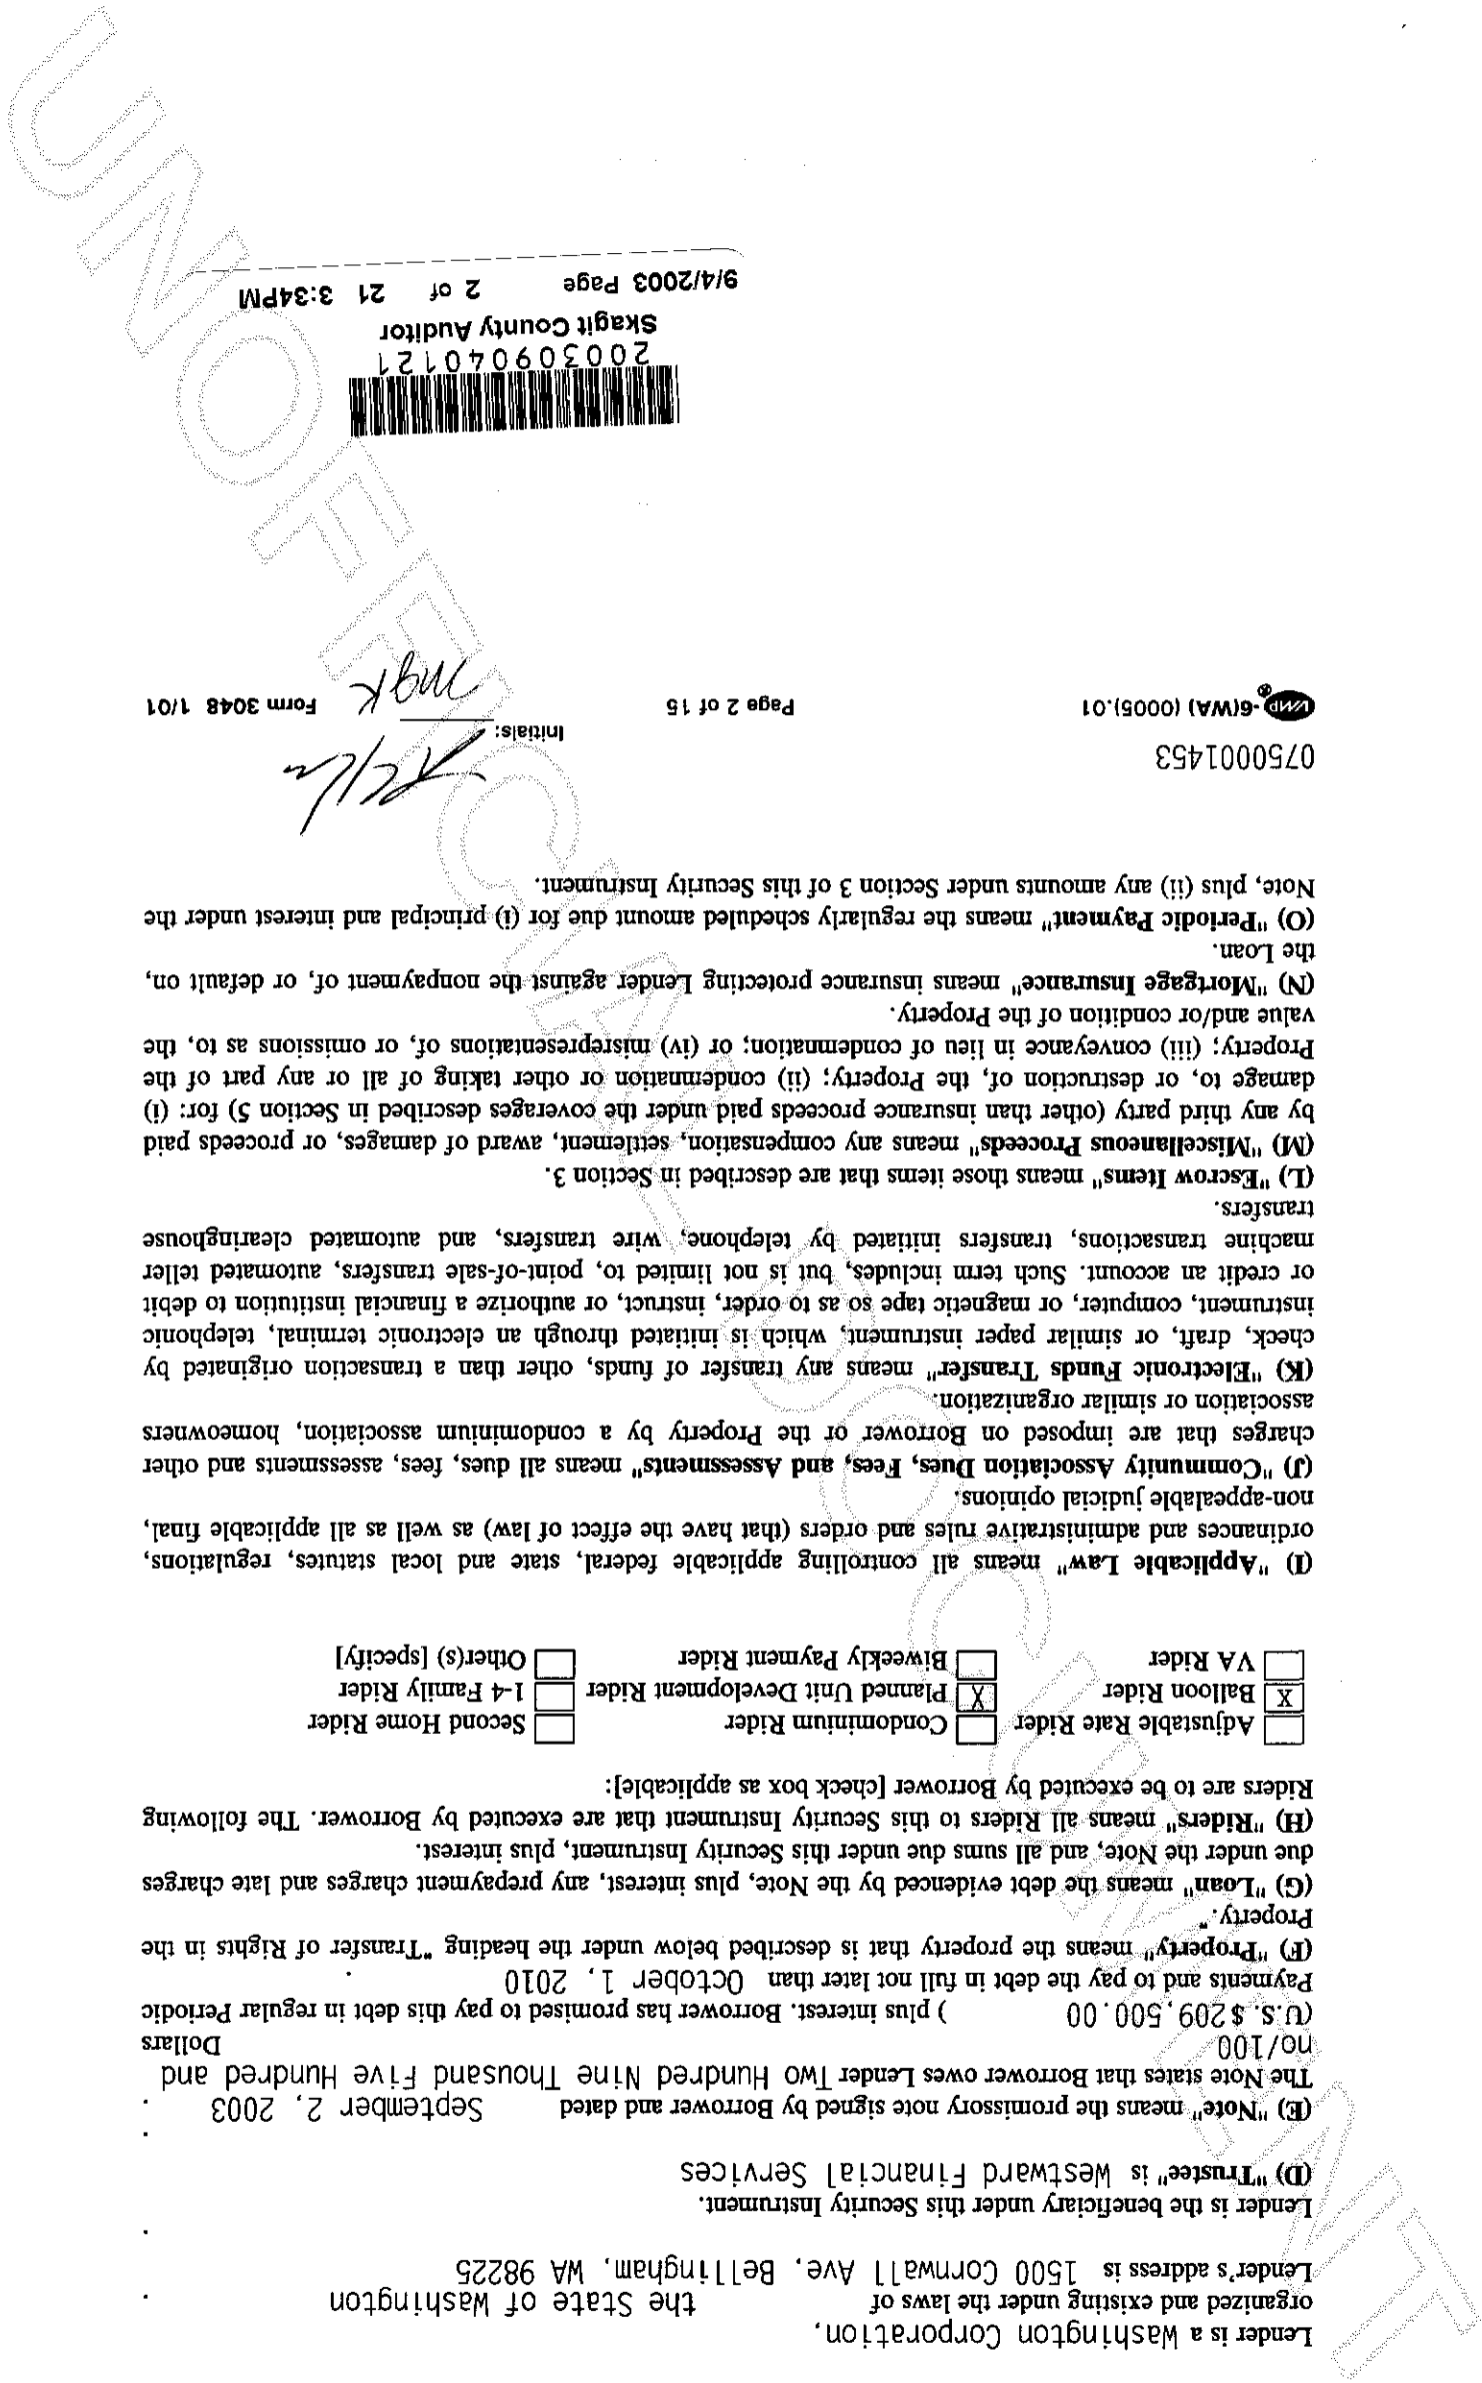 Lender is a Washington Corporation,
organized and existing under the laws of the State of Washington .
Lender's address is 1500 Cornwall Ave, Bellingham, WA 98225
.
Lender is the beneficiary under this Security Instrument.
(D) "Trustee" is Westward Financial Services
.
(E) "Note" means the promissory note signed by Borrower and dated September 2, 2003 .
The Note states that Borrower owes Lender Two Hundred Nine Thousand Five Hundred and
no/100 Dollars
(U.S. $209,500.00 ) plus interest. Borrower has promised to pay this debt in regular Periodic
Payments and to pay the debt in full not later than October 1, 2010 .
(F) "Property" means the property that is described below under the heading "Transfer of Rights in the
Property."
(G) "Loan" means the debt evidenced by the Note, plus interest, any prepayment charges and late charges
due under the Note, and all sums due under this Security Instrument, plus interest.
(H) "Riders" means all Riders to this Security Instrument that are executed by Borrower. The following
Riders are to be executed by Borrower [check box as applicable]:
Adjustable Rate Rider Condominium Rider Second Home Rider
X Balloon Rider X Planned Unit Development Rider 1-4 Family Rider
VA Rider Biweekly Payment Rider Other(s) [specify]
(I) "Applicable Law" means all controlling applicable federal, state and local statutes, regulations,
ordinances and administrative rules and orders (that have the effect of law) as well as all applicable final,
non-appealable judicial opinions.
(J) "Community Association Dues, Fees, and Assessments" means all dues, fees, assessments and other
charges that are imposed on Borrower or the Property by a condominium association, homeowners
association or similar organization.
(K) "Electronic Funds Transfer" means any transfer of funds, other than a transaction originated by
check, draft, or similar paper instrument, which is initiated through an electronic terminal, telephonic
instrument, computer, or magnetic tape so as to order, instruct, or authorize a financial institution to debit
or credit an account. Such term includes, but is not limited to, point-of-sale transfers, automated teller
machine transactions, transfers initiated by telephone, wire transfers, and automated clearinghouse
transfers.
(L) "Escrow Items" means those items that are described in Section 3.
(M) "Miscellaneous Proceeds" means any compensation, settlement, award of damages, or proceeds paid
by any third party (other than insurance proceeds paid under the coverages described in Section 5) for: (i)
damage to, or destruction of, the Property; (ii) condemnation or other taking of all or any part of the
Property; (iii) conveyance in lieu of condemnation; or (iv) misrepresentations of, or omissions as to, the
value and/or condition of the Property.
(N) "Mortgage Insurance" means insurance protecting Lender against the nonpayment of, or default on,
the Loan.
(O) "Periodic Payment" means the regularly scheduled amount due for (i) principal and interest under the
Note, plus (ii) any amounts under Section 3 of this Security Instrument.
0750001453
Initials:
VMP®-6(WA) (0005).01 Page 2 of 15 mgk Form 3048 1/01
200309040121
Skagit County Auditor
9/4/2003 Page 2 of 21 3:34PM
UNOFFICIAL DOCUMENT